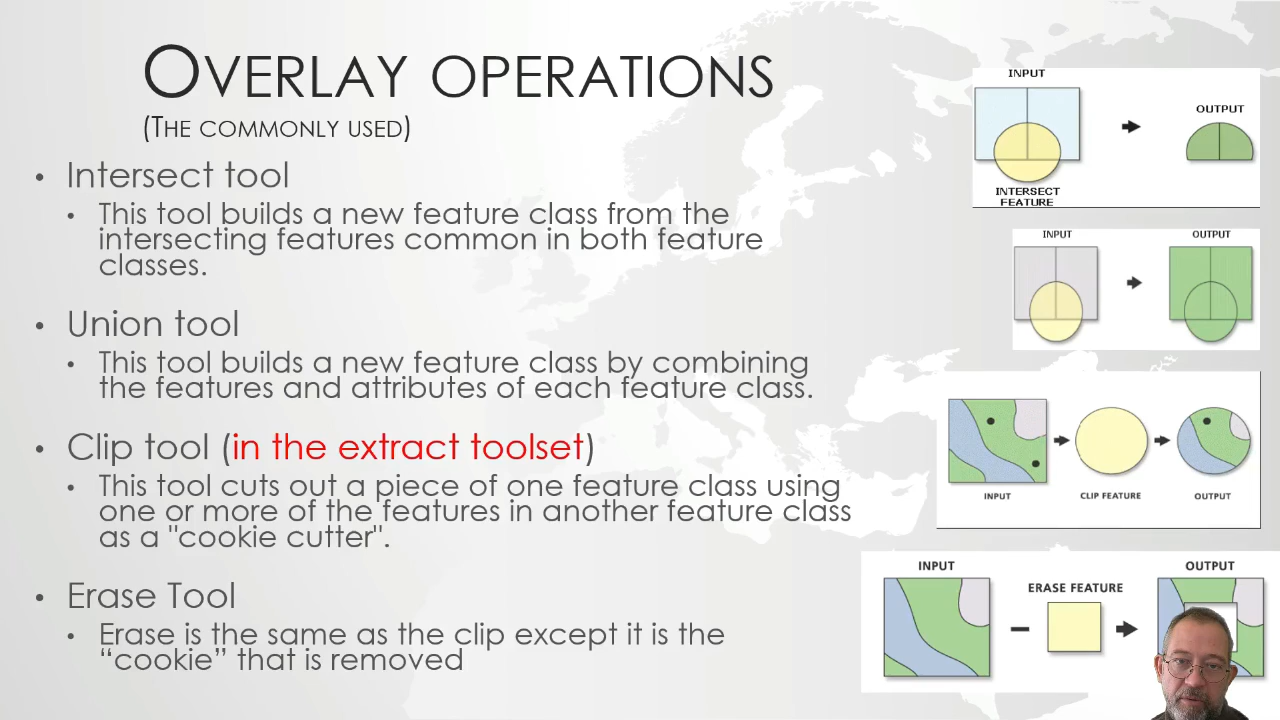 OVERLAY OPERATIONS
(THE COMMONLY USED)
• Intersect tool
• This tool builds a new feature class from the
intersecting features common in both feature
classes.
• Union tool
• This tool builds a new feature class by combining
the features and attributes of each feature class.
• Clip tool (in the extract toolset)
• This tool cuts out a piece of one feature class using
one or more of the features in another feature class
as a "cookie cutter".
• Erase Tool
• Erase is the same as the clip except it is the
“cookie” that is removed
INPUT
OUTPUT
INTERSECT
FEATURE
INPUT
OUTPUT
INPUT
CLIP FEATURE
OUTPUT
INPUT
ERASE FEATURE
OUTPUT